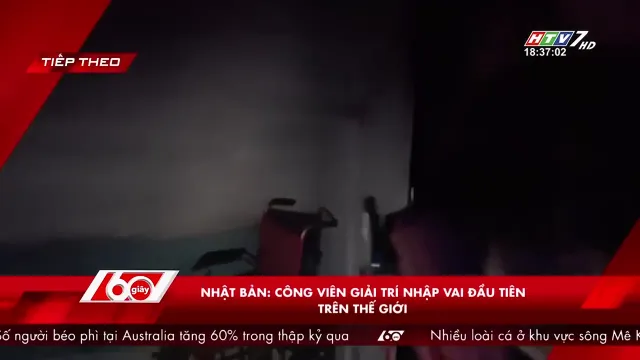 TIẾP THEO
HTV7 HD
18:37:02
60 giây
NHẬT BẢN: CÔNG VIÊN GIẢI TRÍ NHẬP VAI ĐẦU TIÊN
TRÊN THẾ GIỚI
Số người béo phì tại Australia tăng 60% trong thập kỷ qua 60 Nhiều loài cá ở khu vực sông Mê K